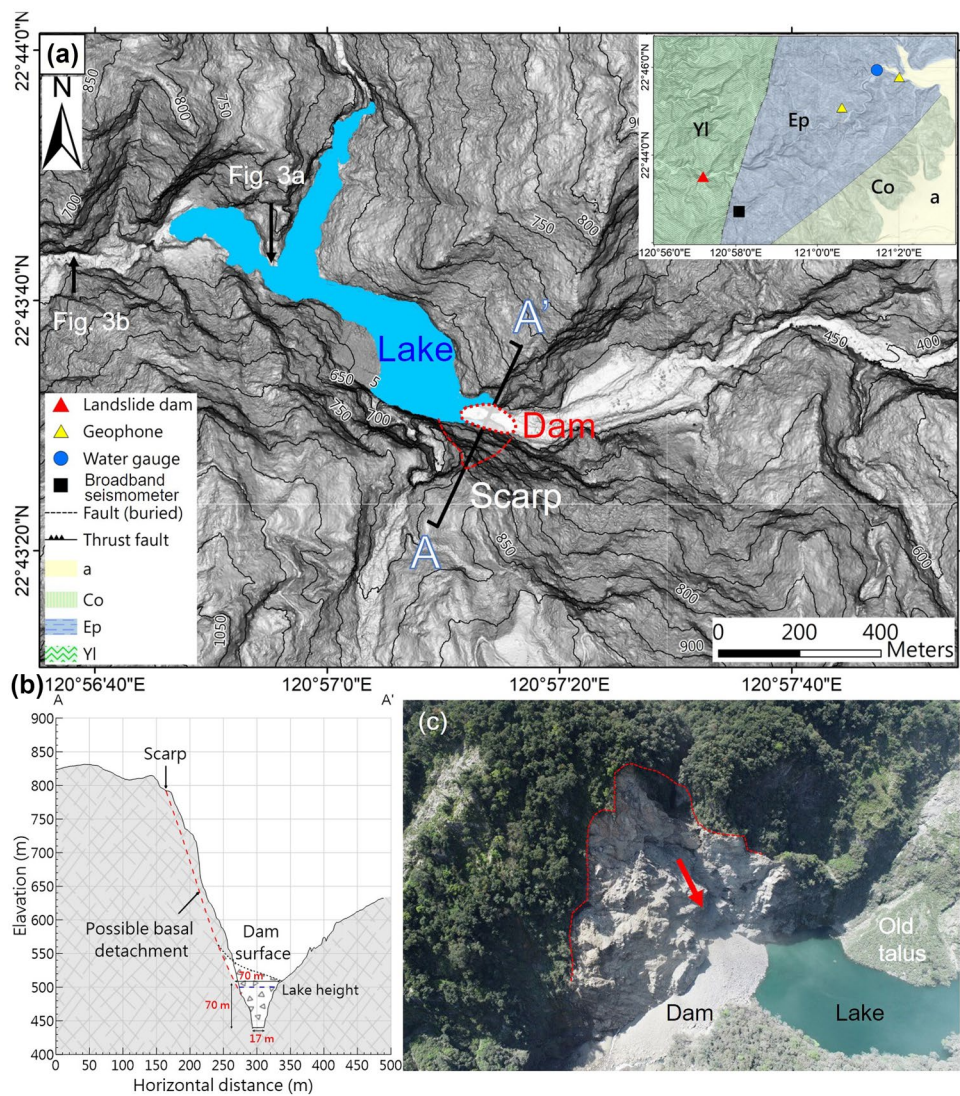 (a)
22°44'0"N
22°43'40"N
22°43'20"N
N
850
800
750
700
Fig. 3a
Fig. 3b
Lake
A'
A
Dam
Scarp
750
800
450
400
650
5
750
700
850
800
600
900
1050
22°46'0"N
22°44'0"N
Yl
Ep
Co
a
120°56'0"E
120°58'0"E
121°0'0"E
121°2'0"E
Landslide dam
Geophone
Water gauge
Broadband
seismometer
Fault (buried)
Thrust fault
a
Co
Ep
Yl
0 200 400
Meters
120°56'40"E
120°57'0"E
120°57'20"E
120°57'40"E
(b)
A
A'
Elevation (m)
900
850
800
750
700
650
600
550
500
450
400
Scarp
Possible basal
detachment
Dam
surface
70 m
Lake height
70 m
17 m
0 50 100 150 200 250 300 350 400 450 500
Horizontal distance (m)
(c)
Old
talus
Dam
Lake